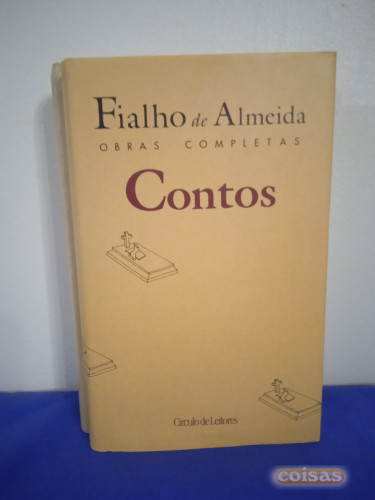 Fialho de Almeida
OBRAS COMPLETAS
Contos
Círculo de Leitores
coisas